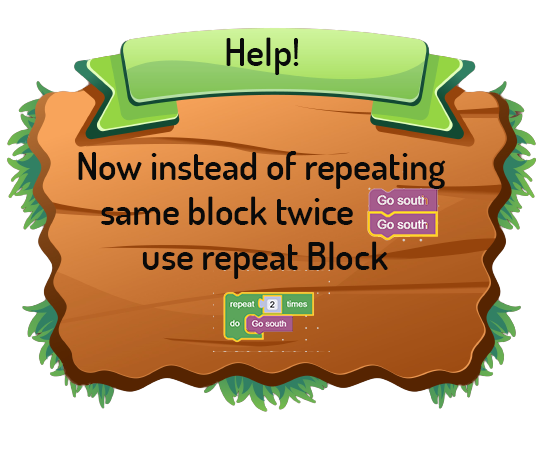 Help!
Now instead of repeating
same block twice Go south
Go south
use repeat Block
repeat 2 times
do Go south